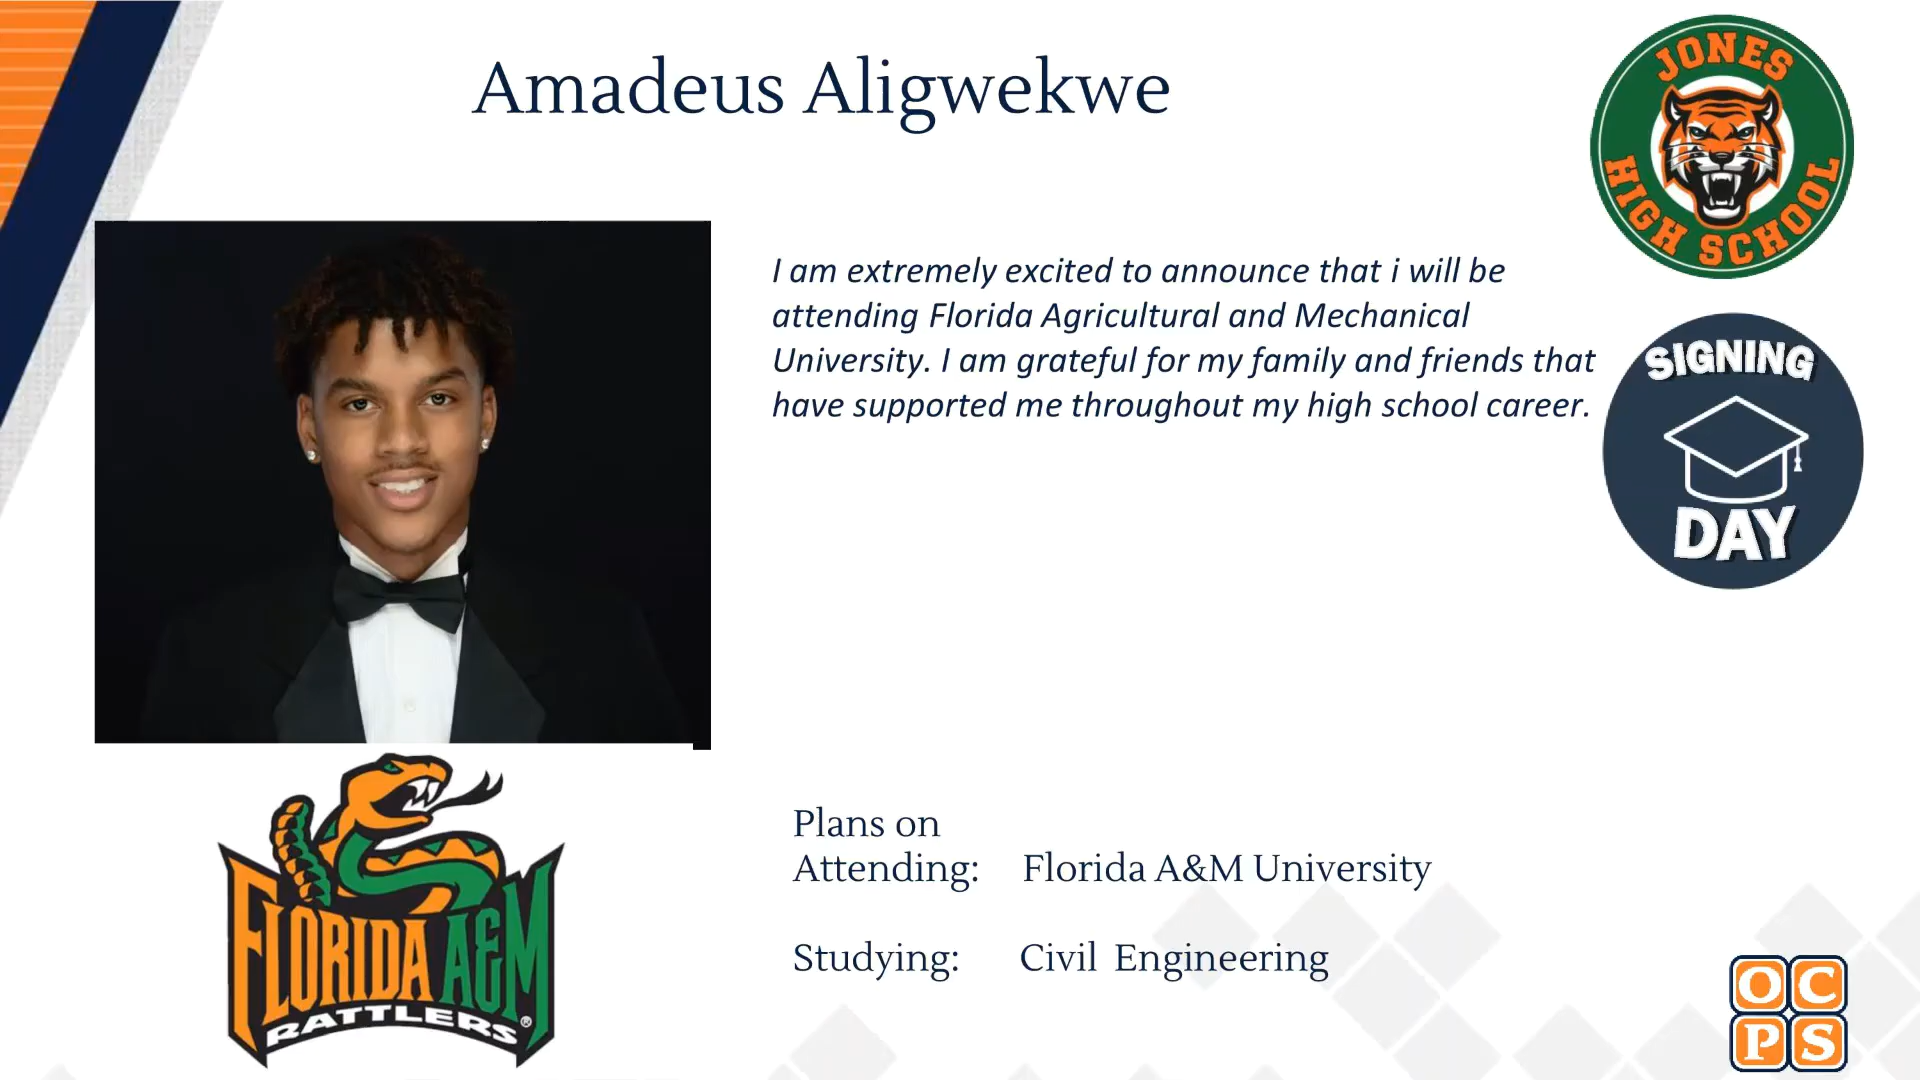 Amadeus Aligwekwe
JONES
HIGH SCHOOL
I am extremely excited to announce that i will be
attending Florida Agricultural and Mechanical
University. I am grateful for my family and friends that
have supported me throughout my high school career.
SIGNING
DAY
FLORIDA A&M
RATTLERS®
Plans on
Attending: Florida A&M University
Studying: Civil Engineering
OC
PS